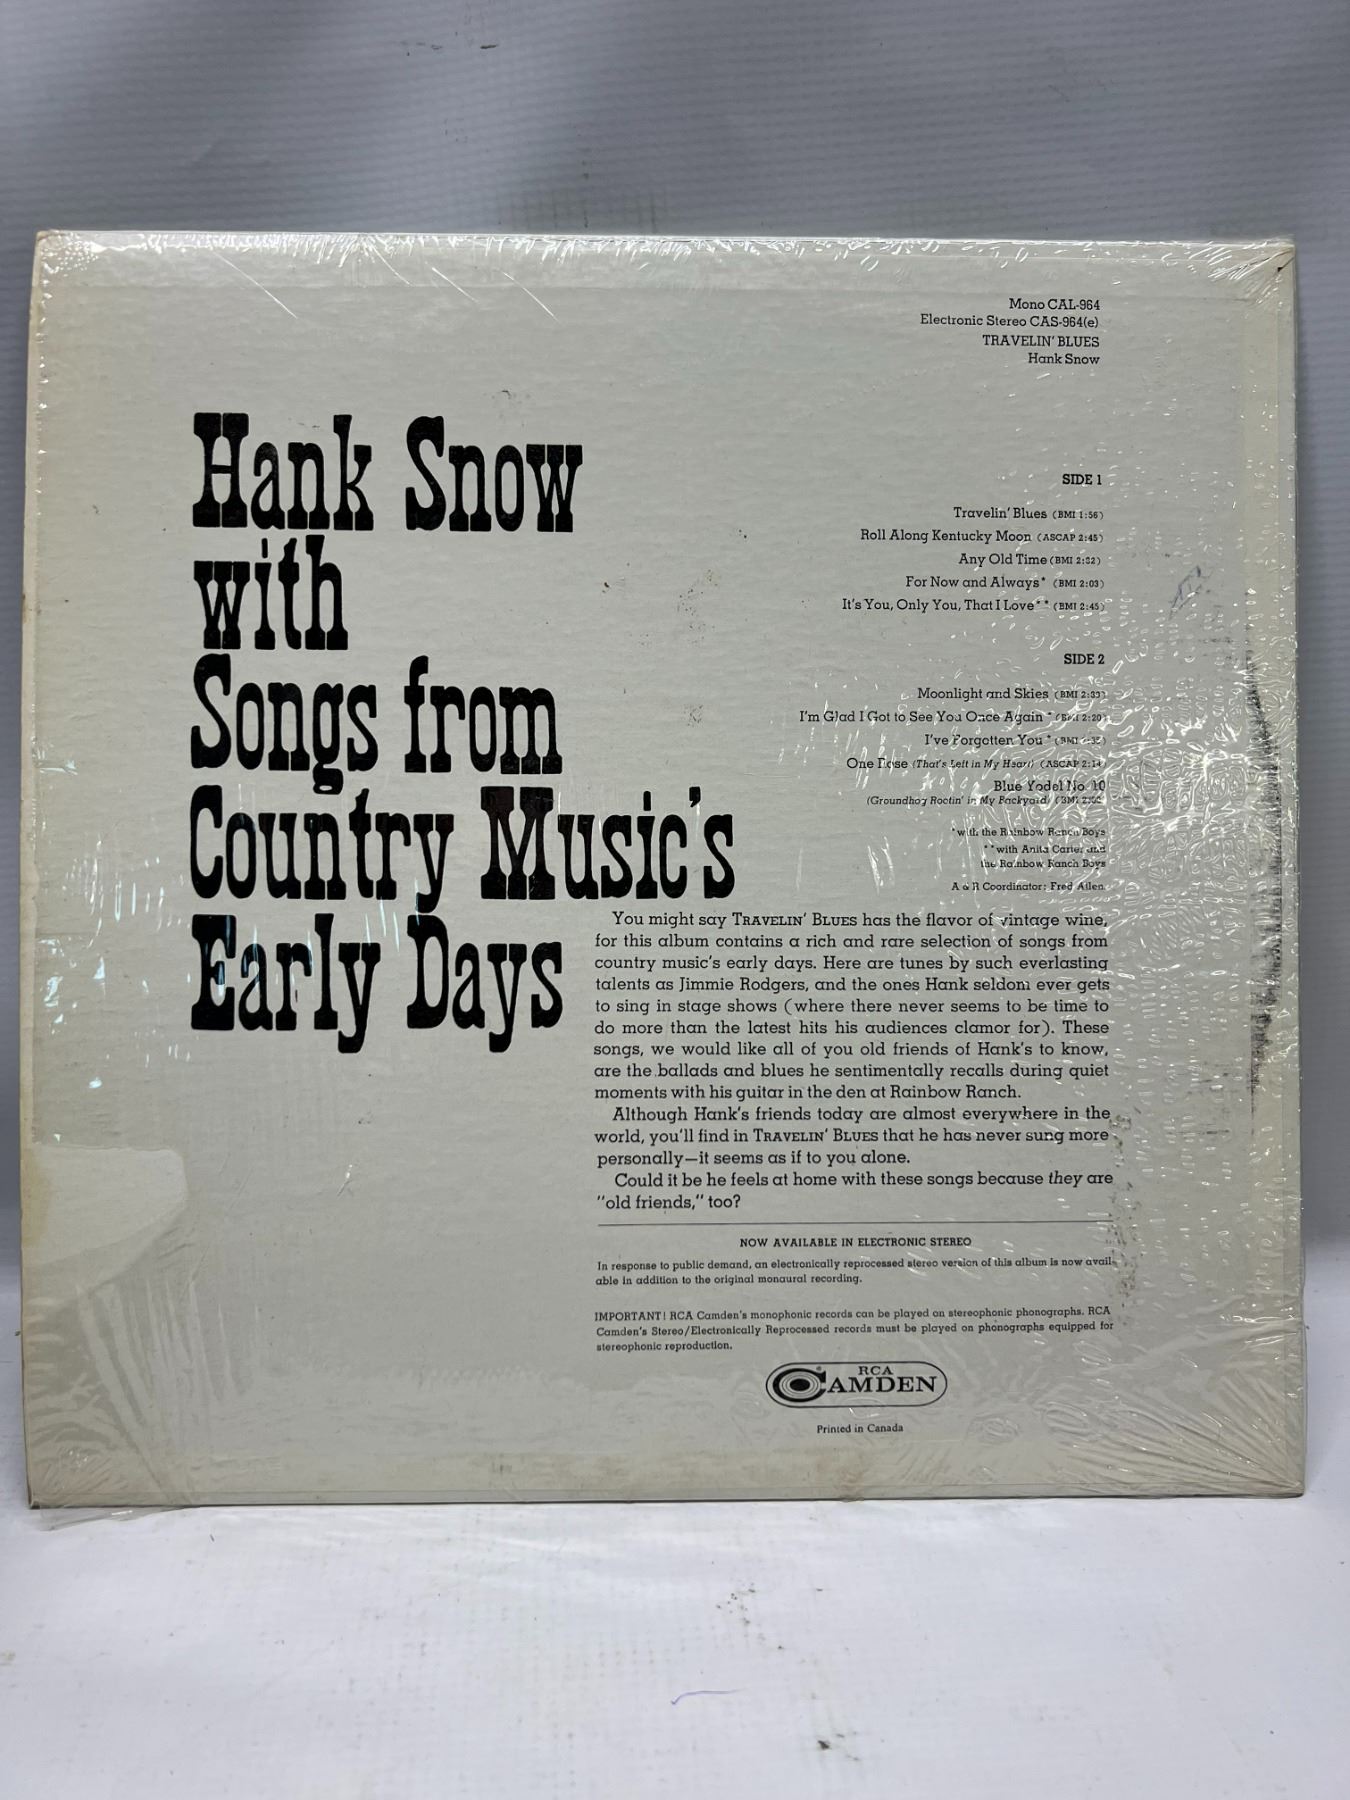 Mono CAL-964
Electronic Stereo CAS-964(e)
TRAVELIN' BLUES
Hank Snow
Hank Snow
with
Songs from
Country Music's
Early Days
SIDE 1
Travelin' Blues (BMI 1:56)
Roll Along Kentucky Moon (ASCAP 2:45)
Any Old Time (BMI 2:32)
For Now and Always* (BMI 2:03)
It's You, Only You, That I Love** (BMI 2:45)
SIDE 2
Moonlight and Skies (BMI 2:33)
I'm Glad I Got to See You Once Again * (BMI 2:20)
I've Forgotten You * (BMI
One Rose (That's Left in My Heart) (ASCAP 2:14)
Blue Yodel No. 10
(Groundhog Rootin' in My Backyard) (BMI
*with the Rainbow Ranch Boys
**with Anita Carter and
the Rainbow Ranch Boys
A & R Coordinator: Fred Allen
You might say TRAVELIN' BLUES has the flavor of vintage wine,
for this album contains a rich and rare selection of songs from
country music's early days. Here are tunes by such everlasting
talents as Jimmie Rodgers, and the ones Hank seldom ever gets
to sing in stage shows (where there never seems to be time to
do more than the latest hits his audiences clamor for). These
songs, we would like all of you old friends of Hank's to know,
are the ballads and blues he sentimentally recalls during quiet
moments with his guitar in the den at Rainbow Ranch.
Although Hank's friends today are almost everywhere in the
world, you'll find in TRAVELIN' BLUES that he has never sung more
personally—it seems as if to you alone.
Could it be he feels at home with these songs because they are
"old friends," too?
NOW AVAILABLE IN ELECTRONIC STEREO
In response to public demand, an electronically reprocessed stereo version of this album is now avail-
able in addition to the original monaural recording.
IMPORTANT! RCA Camden's monophonic records can be played on stereophonic phonographs. RCA
Camden's Stereo/Electronically Reprocessed records must be played on phonographs equipped for
stereophonic reproduction.
RCA
CAMDEN
Printed in Canada